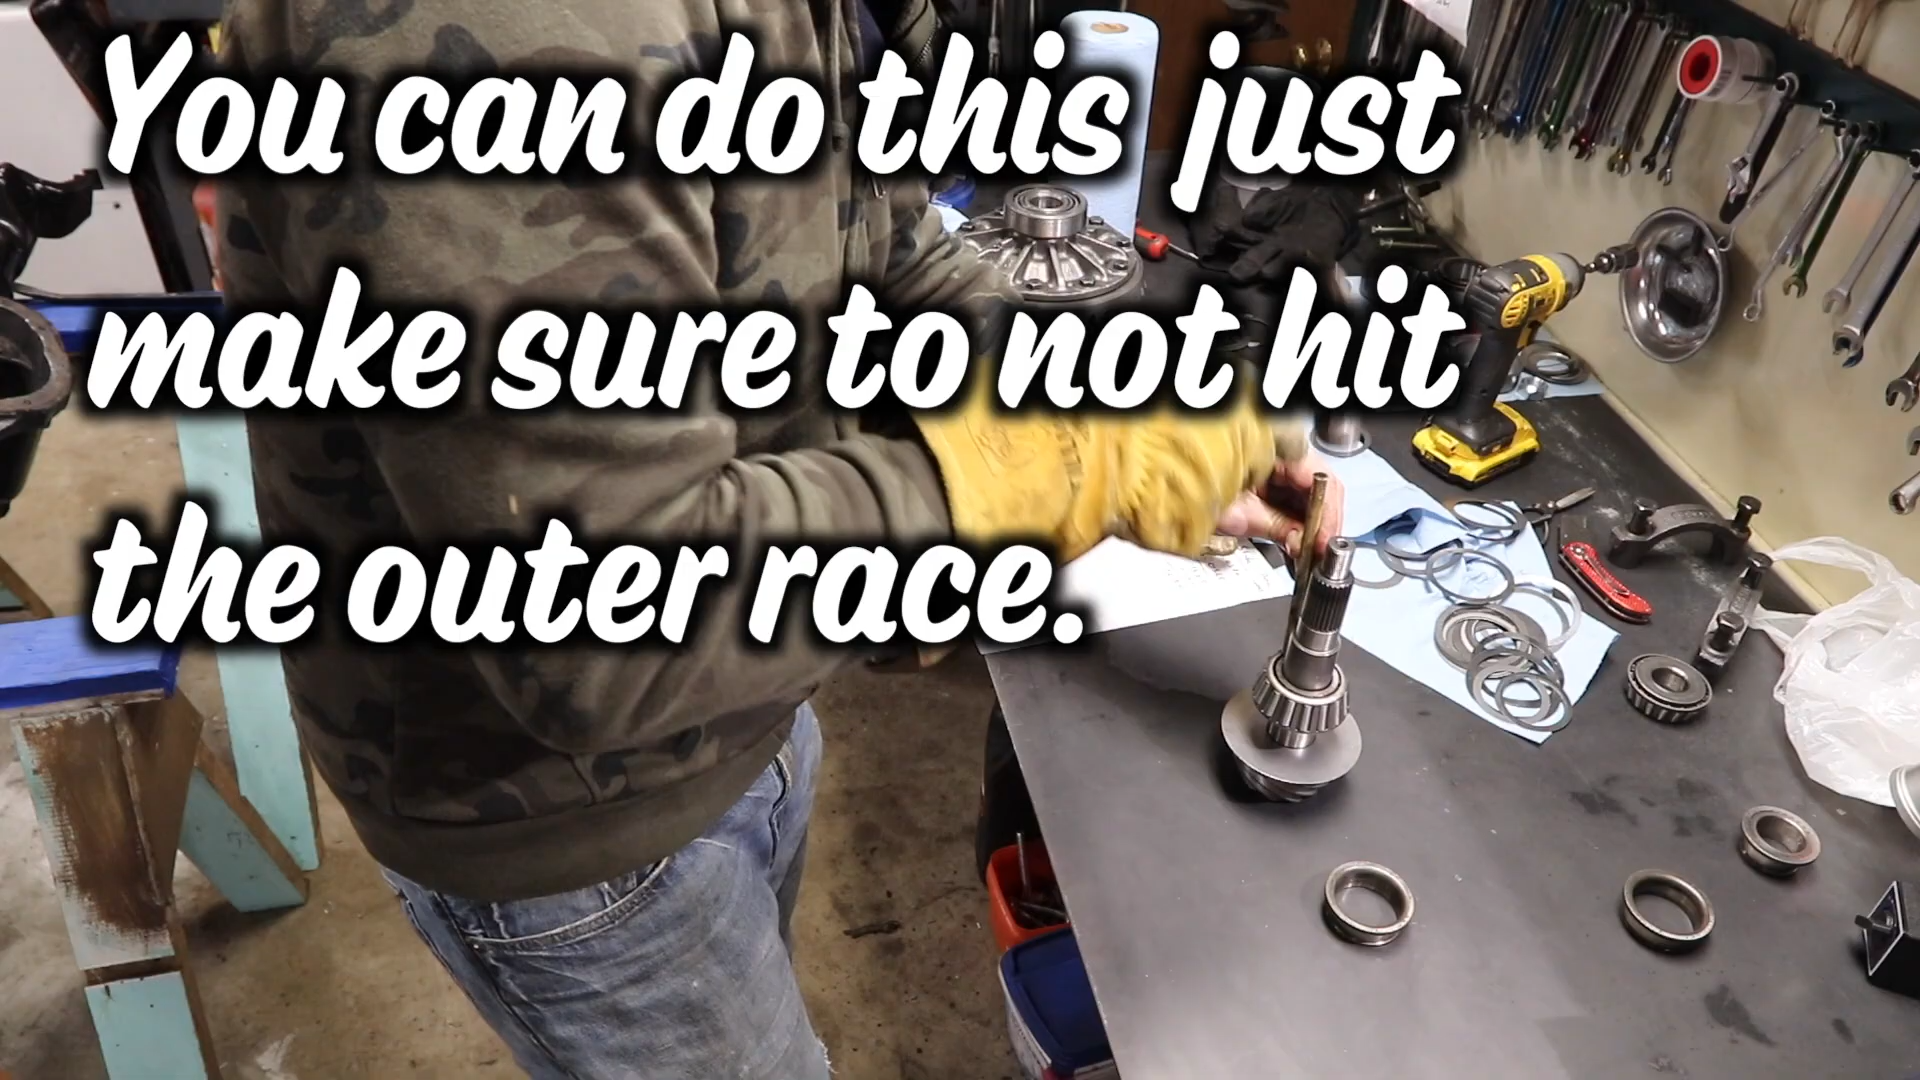 You can do this just
make sure to not hit
the outer race.